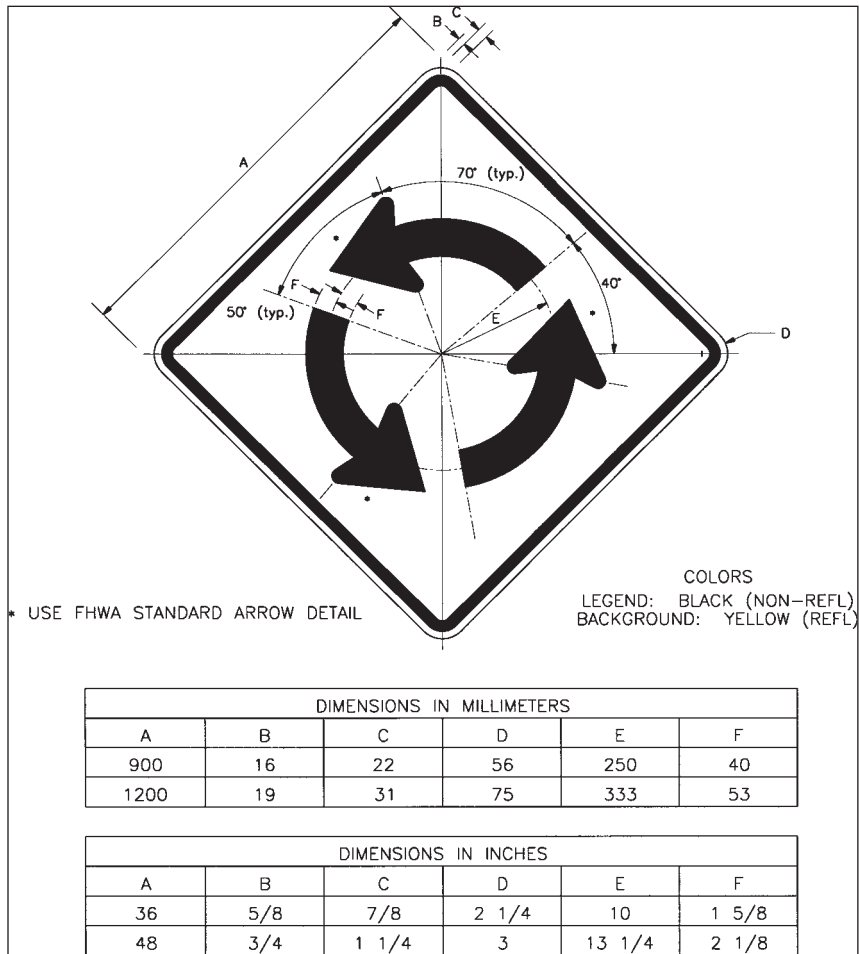 C
B
A
70° (typ.)
*
40°
F
50° (typ.)
F
E
*
D
*
COLORS
* USE FHWA STANDARD ARROW DETAIL
LEGEND: BLACK (NON-REFL)
BACKGROUND: YELLOW (REFL)
DIMENSIONS IN MILLIMETERS
A B C D E F
900 16 22 56 250 40
1200 19 31 75 333 53
DIMENSIONS IN INCHES
A B C D E F
36 5/8 7/8 2 1/4 10 1 5/8
48 3/4 1 1/4 3 13 1/4 2 1/8